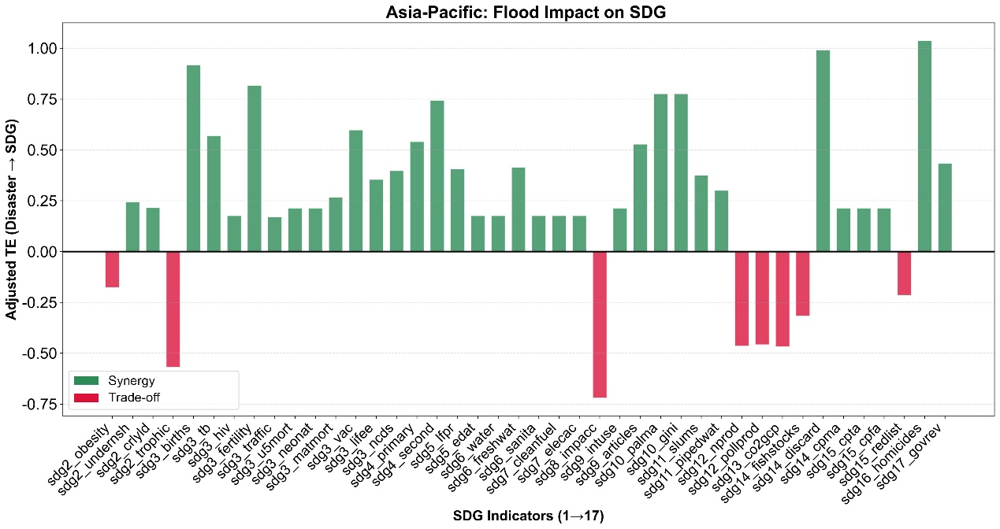 Asia-Pacific: Flood Impact on SDG
Adjusted TE (Disaster → SDG)
1.00
0.75
0.50
0.25
0.00
-0.25
-0.50
-0.75
Synergy
Trade-off
sdg2_obesity
sdg2_undernsh
sdg2_crlyld
sdg2_trophic
sdg3_births
sdg3_tb
sdg3_hiv
sdg3_fertility
sdg3_traffic
sdg3_u5mort
sdg3_neonat
sdg3_matmort
sdg3_vac
sdg3_lifee
sdg3_ncds
sdg4_primary
sdg4_second
sdg5_lfpr
sdg5_edat
sdg6_water
sdg6_freshwat
sdg6_sanita
sdg7_cleanfuel
sdg7_elecac
sdg8_impacc
sdg9_intuse
sdg9_articles
sdg10_palma
sdg10_gini
sdg11_slums
sdg11_pipedwat
sdg12_nprod
sdg12_pollprod
sdg13_co2gcp
sdg14_fishstocks
sdg14_discard
sdg14_cpma
sdg15_cpta
sdg15_cpfa
sdg15_redlist
sdg16_homicides
sdg17_govrev
SDG Indicators (1→17)